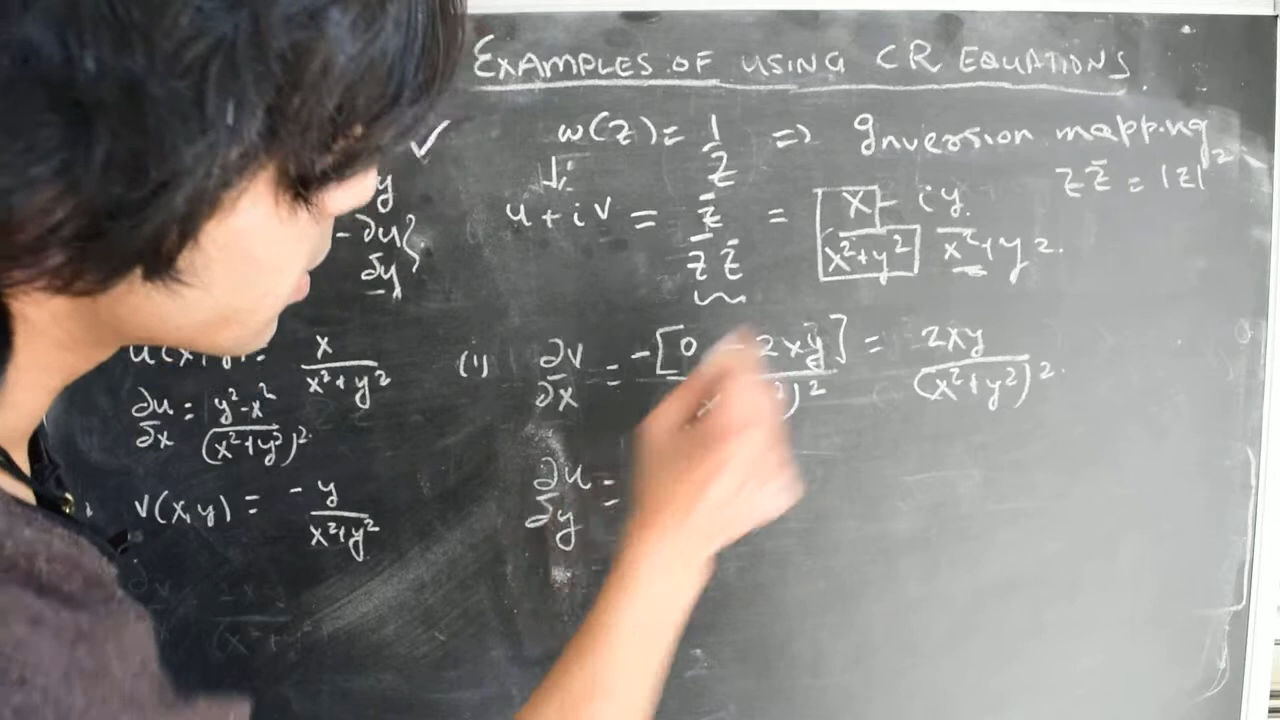 EXAMPLES OF USING CR EQUATIONS
✓ w(z) = 1/z => Inversion mapping
z z̄ = |z|²
u + iv = z̄/(z z̄) = x/(x²+y²) - iy/(x²+y²).
y
-∂u/∂y }
x/(x²+y²)
∂u/∂x = (y²-x²)/(x²+y²)².
v(x,y) = -y/(x²+y²)
(1) ∂v/∂x = -[0 - 2xy]/ )² = 2xy/(x²+y²)².
∂u/∂y =